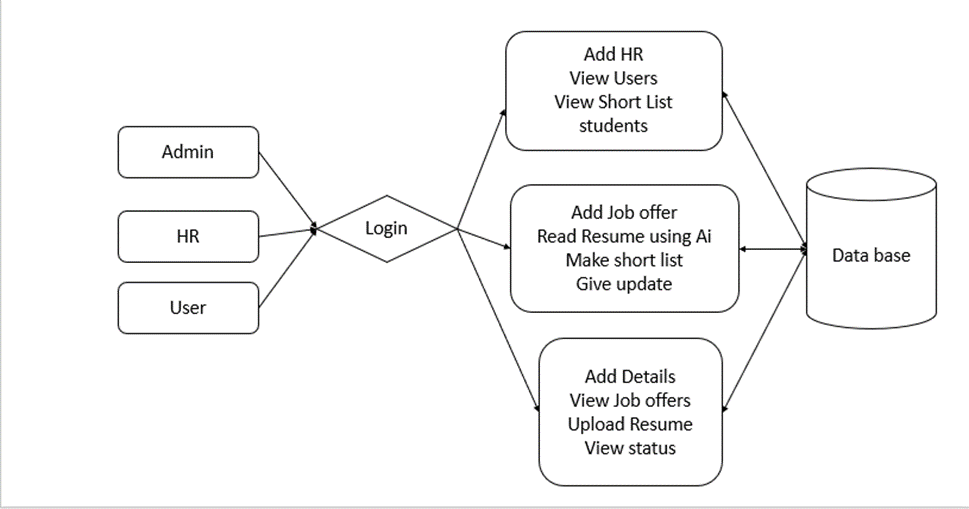 Admin
HR
User
Login
Add HR
View Users
View Short List
students
Add Job offer
Read Resume using Ai
Make short list
Give update
Add Details
View Job offers
Upload Resume
View status
Data base